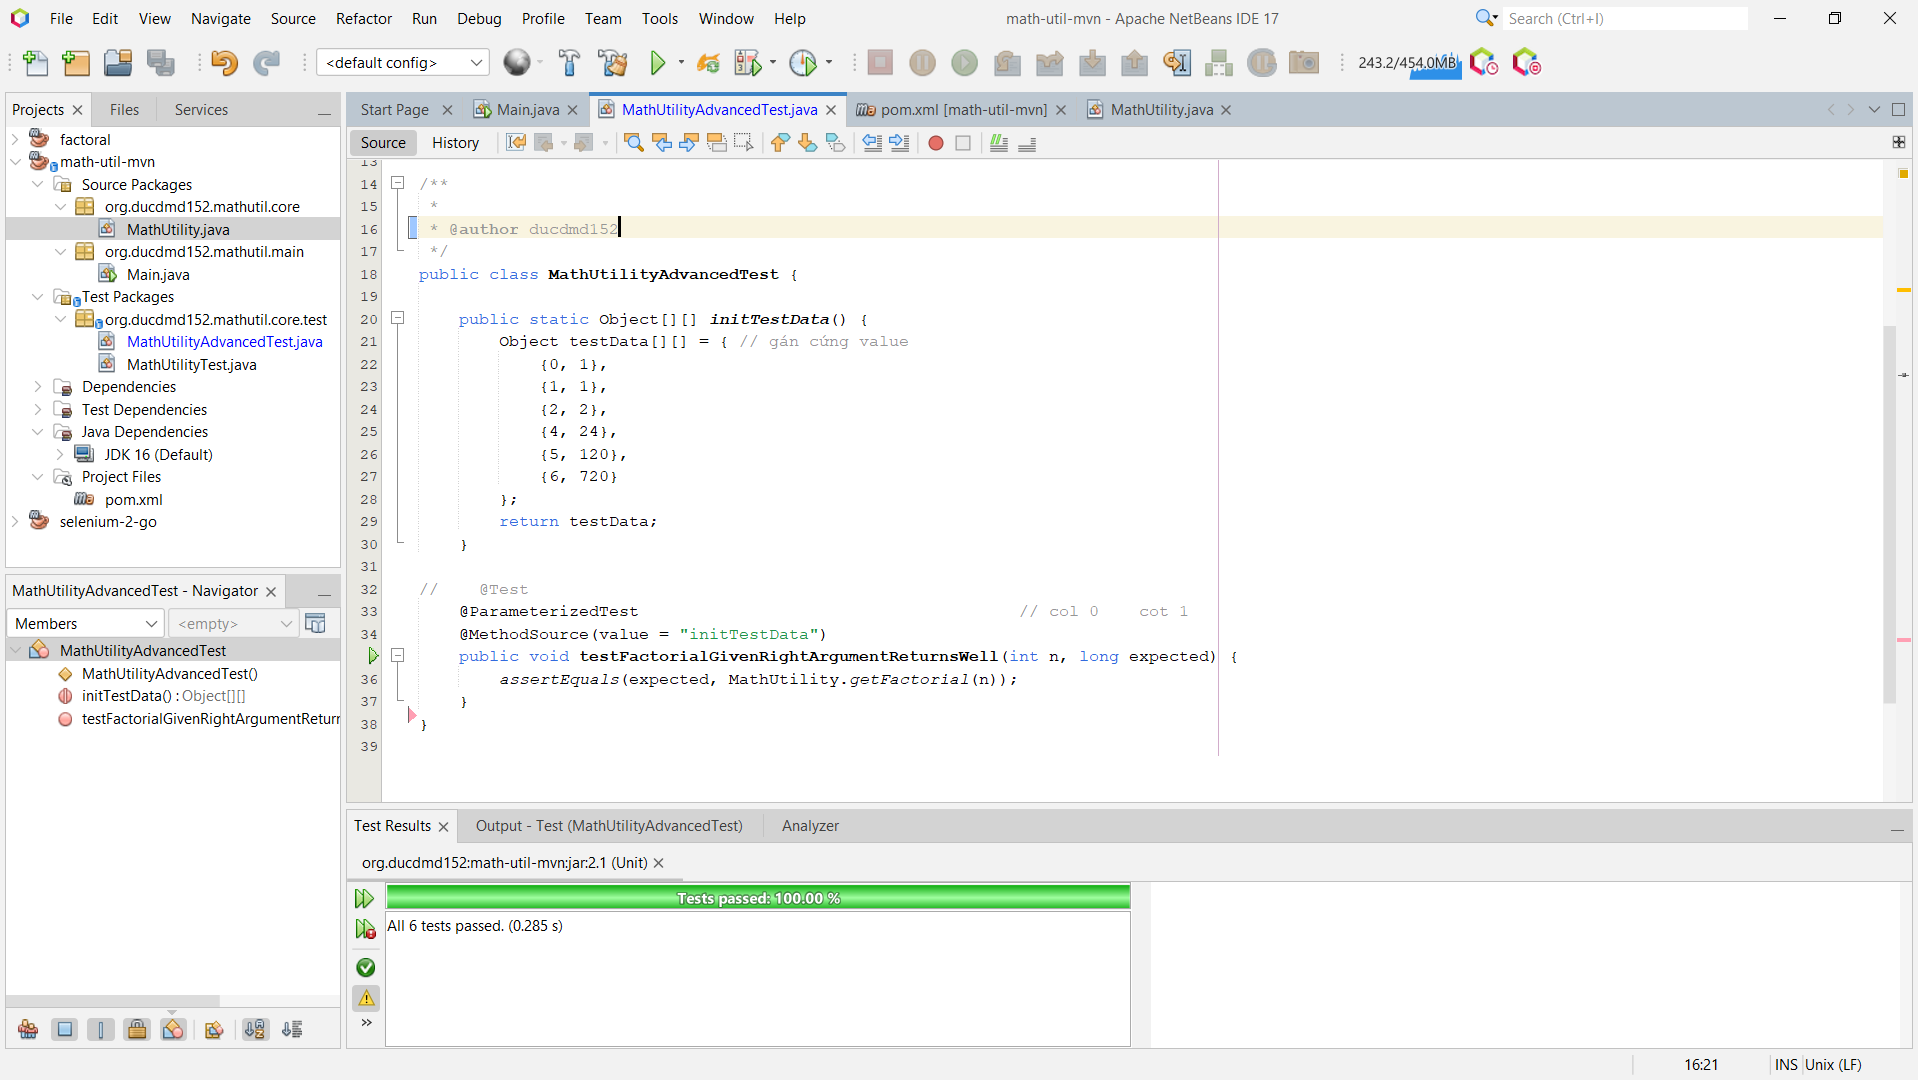 File Edit View Navigate Source Refactor Run Debug Profile Team Tools Window Help
math-util-mvn - Apache NetBeans IDE 17
Search (Ctrl+I)
<default config>
243.2/454.0MB
Projects Files Services
factoral
math-util-mvn
Source Packages
org.ducdmd152.mathutil.core
MathUtility.java
org.ducdmd152.mathutil.main
Main.java
Test Packages
org.ducdmd152.mathutil.core.test
MathUtilityAdvancedTest.java
MathUtilityTest.java
Dependencies
Test Dependencies
Java Dependencies
JDK 16 (Default)
Project Files
pom.xml
selenium-2-go
MathUtilityAdvancedTest - Navigator
Members <empty>
MathUtilityAdvancedTest
MathUtilityAdvancedTest()
initTestData() : Object[][]
testFactorialGivenRightArgumentReturn
Start Page Main.java MathUtilityAdvancedTest.java pom.xml [math-util-mvn] MathUtility.java
Source History
13
14 /**
15 *
16 * @author ducdmd152
17 */
18 public class MathUtilityAdvancedTest {
19
20 public static Object[][] initTestData() {
21 Object testData[][] = { // gán cứng value
22 {0, 1},
23 {1, 1},
24 {2, 2},
25 {4, 24},
26 {5, 120},
27 {6, 720}
28 };
29 return testData;
30 }
31
32 // @Test
33 @ParameterizedTest // col 0 cot 1
34 @MethodSource(value = "initTestData")
public void testFactorialGivenRightArgumentReturnsWell(int n, long expected) {
36 assertEquals(expected, MathUtility.getFactorial(n));
37 }
38 }
39
Test Results Output - Test (MathUtilityAdvancedTest) Analyzer
org.ducdmd152:math-util-mvn:jar:2.1 (Unit)
Tests passed: 100.00 %
All 6 tests passed. (0.285 s)
16:21 INS Unix (LF)